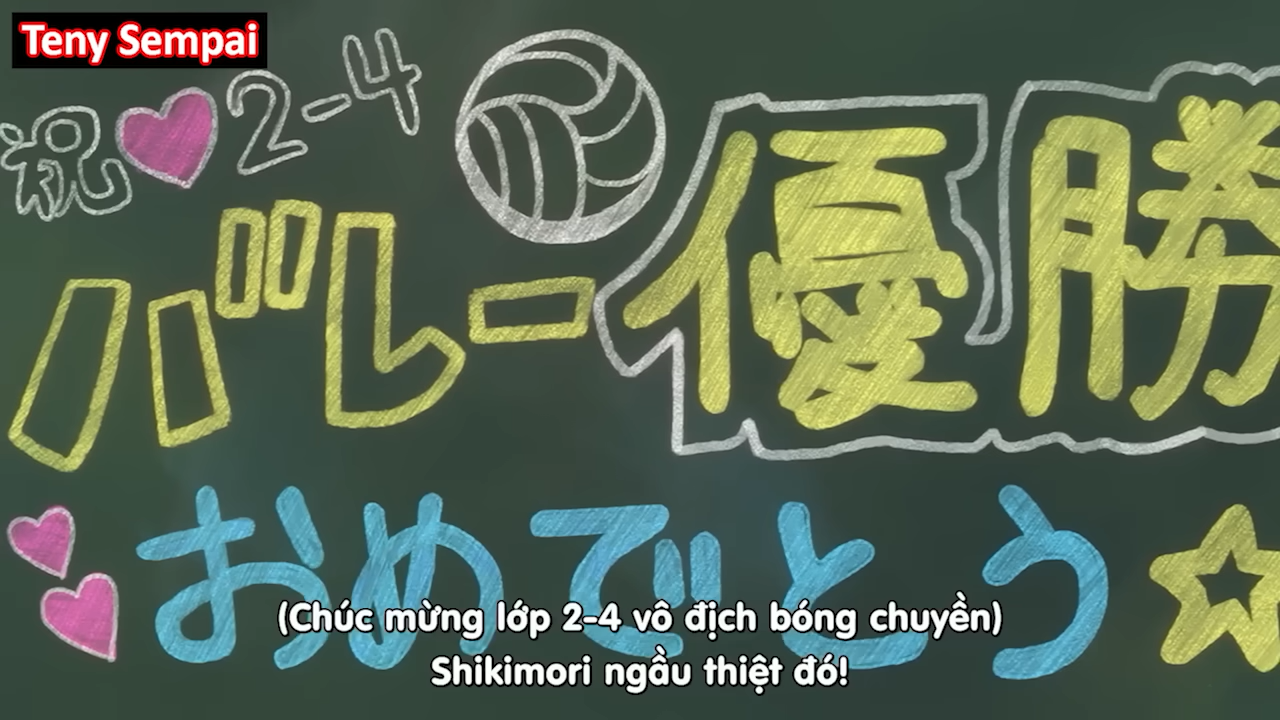 Teny Sempai
祝♥2-4
バレー優勝
おめでとう☆
(Chúc mừng lớp 2-4 vô địch bóng chuyền)
Shikimori ngầu thiệt đó!